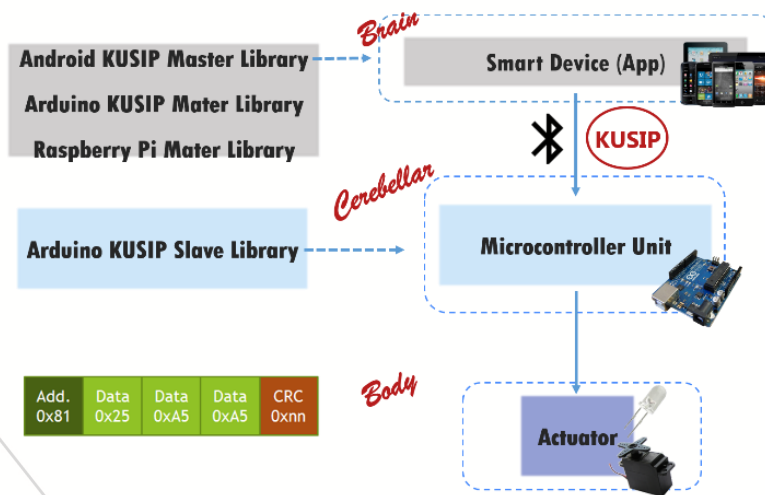 Brain
Android KUSIP Master Library
Arduino KUSIP Mater Library
Raspberry Pi Mater Library
Smart Device (App)
KUSIP
Cerebellar
Arduino KUSIP Slave Library
Microcontroller Unit
Body
Add. Data Data Data CRC
0x81 0x25 0xA5 0xA5 0xnn
Actuator